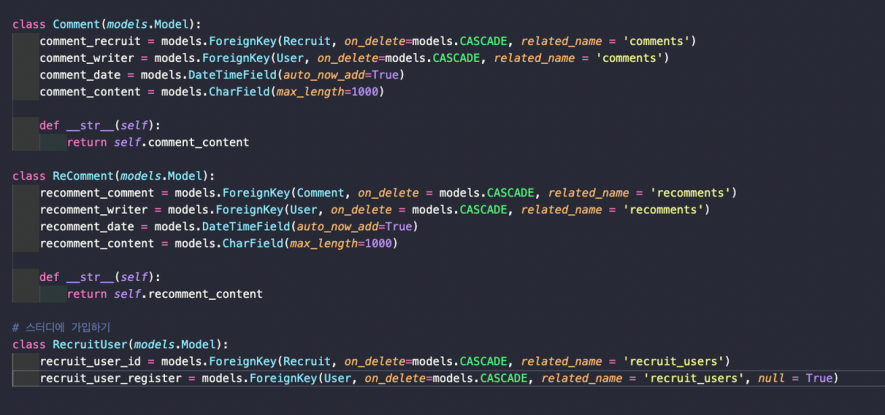 class Comment(models.Model):
    comment_recruit = models.ForeignKey(Recruit, on_delete=models.CASCADE, related_name = 'comments')
    comment_writer = models.ForeignKey(User, on_delete=models.CASCADE, related_name = 'comments')
    comment_date = models.DateTimeField(auto_now_add=True)
    comment_content = models.CharField(max_length=1000)

    def __str__(self):
        return self.comment_content

class ReComment(models.Model):
    recomment_comment = models.ForeignKey(Comment, on_delete = models.CASCADE, related_name = 'recomments')
    recomment_writer = models.ForeignKey(User, on_delete = models.CASCADE, related_name = 'recomments')
    recomment_date = models.DateTimeField(auto_now_add=True)
    recomment_content = models.CharField(max_length=1000)

    def __str__(self):
        return self.recomment_content

# 스터디에 가입하기
class RecruitUser(models.Model):
    recruit_user_id = models.ForeignKey(Recruit, on_delete=models.CASCADE, related_name = 'recruit_users')
    recruit_user_register = models.ForeignKey(User, on_delete=models.CASCADE, related_name = 'recruit_users', null = True)